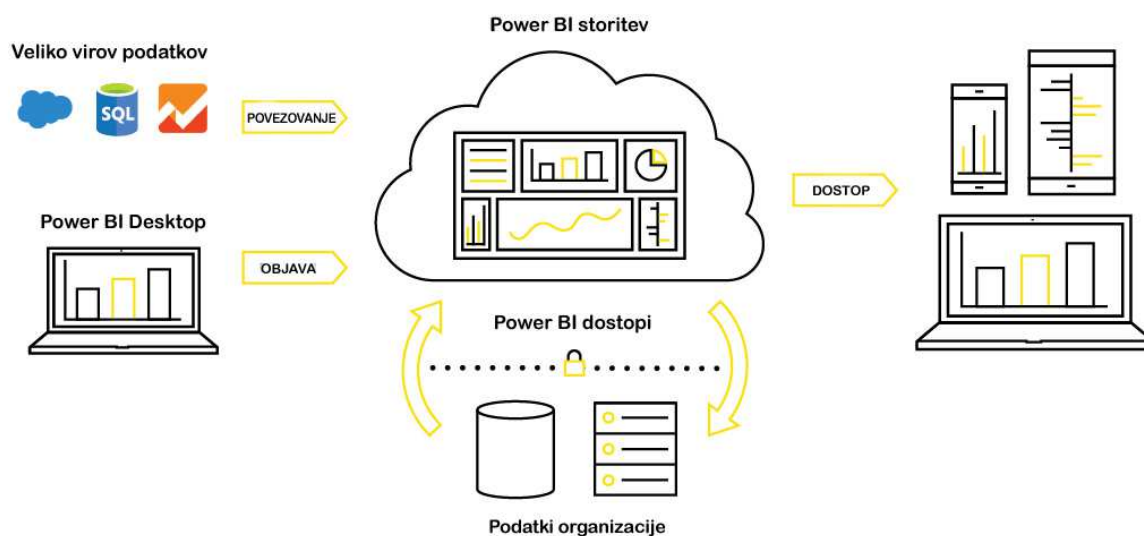 Power BI storitev
Veliko virov podatkov
SQL
POVEZOVANJE
DOSTOP
Power BI Desktop
OBJAVA
Power BI dostopi
Podatki organizacije